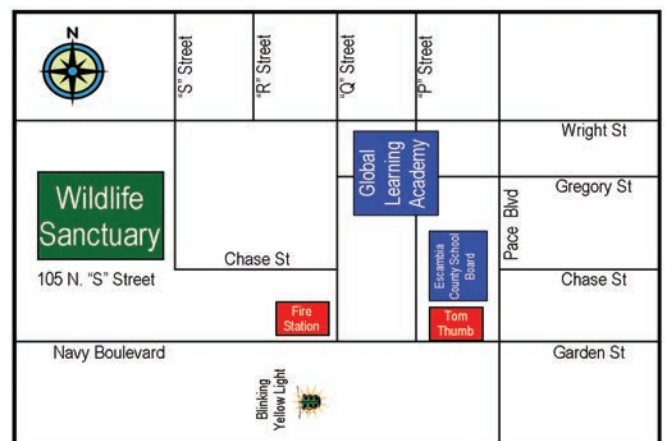 N
"S" Street
"R" Street
"Q" Street
"P" Street
Wright St
Global
Learning
Academy
Gregory St
Wildlife
Sanctuary
Pace Blvd
Escambia
County School
Board
Chase St
105 N. "S" Street
Chase St
Fire
Station
Tom
Thumb
Navy Boulevard
Garden St
Blinking
Yellow Light